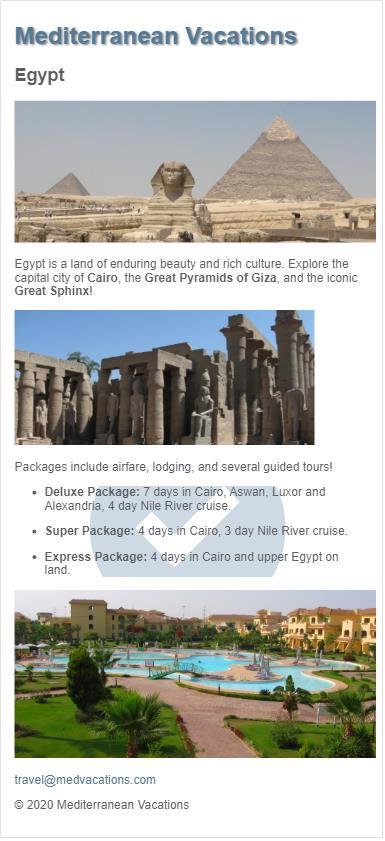 Mediterranean Vacations
Egypt
Egypt is a land of enduring beauty and rich culture. Explore the
capital city of Cairo, the Great Pyramids of Giza, and the iconic
Great Sphinx!
Packages include airfare, lodging, and several guided tours!
• Deluxe Package: 7 days in Cairo, Aswan, Luxor and
Alexandria, 4 day Nile River cruise.
• Super Package: 4 days in Cairo, 3 day Nile River cruise.
• Express Package: 4 days in Cairo and upper Egypt on
land.
travel@medvacations.com
© 2020 Mediterranean Vacations